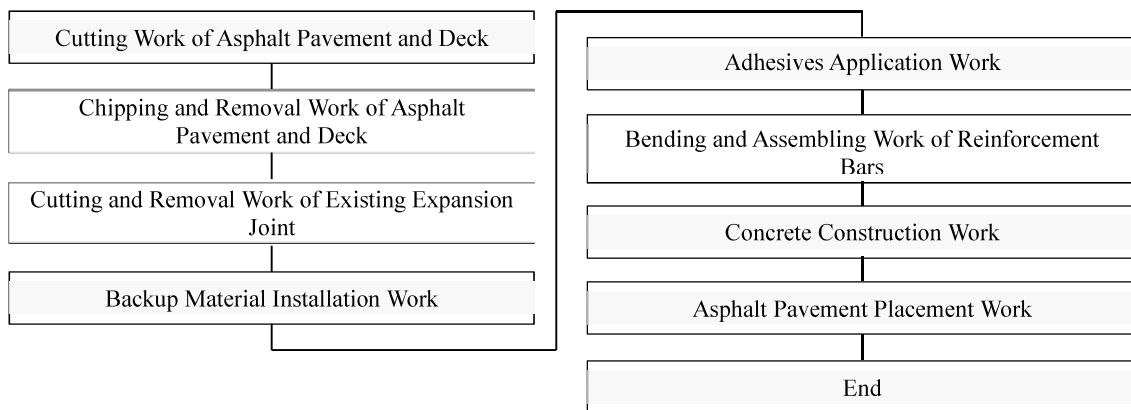 Cutting Work of Asphalt Pavement and Deck
Chipping and Removal Work of Asphalt
Pavement and Deck
Cutting and Removal Work of Existing Expansion
Joint
Backup Material Installation Work
Adhesives Application Work
Bending and Assembling Work of Reinforcement
Bars
Concrete Construction Work
Asphalt Pavement Placement Work
End